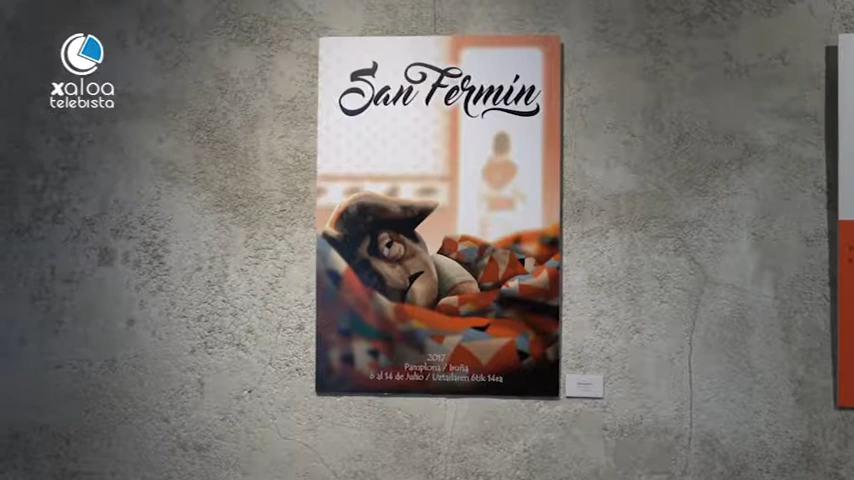 xaloa
telebista
San Fermín
2017
Pamplona / Iruña
6 al 14 de Julio / Uztailaren 6tik 14ra